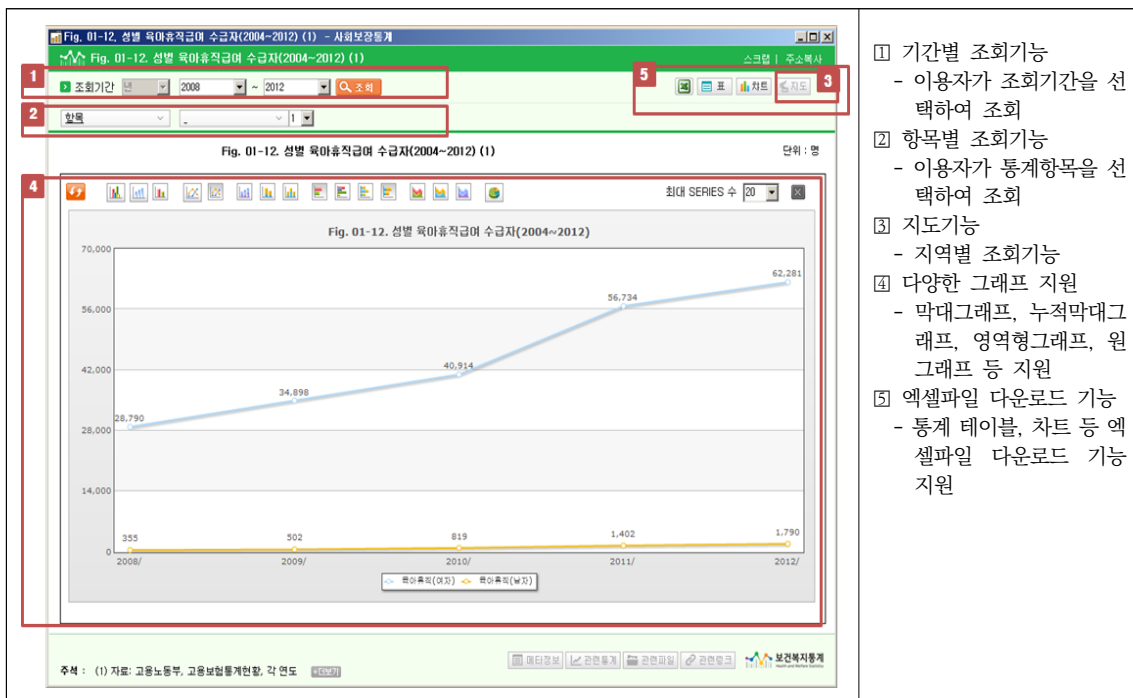 Fig. 01-12. 성별 육아휴직급여 수급자(2004~2012) (1) - 사회보장통계
Fig. 01-12. 성별 육아휴직급여 수급자(2004~2012) (1)
스크랩 | 주소복사
1
조회기간 년 2008 ~ 2012 조회
5
표 차트 지도
3
2
항목 - 1
Fig. 01-12. 성별 육아휴직급여 수급자(2004~2012) (1)
단위 : 명
4
최대 SERIES 수 20
Fig. 01-12. 성별 육아휴직급여 수급자(2004~2012)
70,000
62,281
56,734
56,000
42,000
40,914
34,898
28,790
28,000
14,000
355 502 819 1,402 1,790
0
2008/ 2009/ 2010/ 2011/ 2012/
육아휴직(여자) 육아휴직(남자)
메타정보 관련통계 관련파일 관련링크 보건복지통계
Health and Welfare Statistics
주석 : (1) 자료: 고용노동부, 고용보험통계현황, 각 연도 +더보기
1 기간별 조회기능
- 이용자가 조회기간을 선
택하여 조회
2 항목별 조회기능
- 이용자가 통계항목을 선
택하여 조회
3 지도기능
- 지역별 조회기능
4 다양한 그래프 지원
- 막대그래프, 누적막대그
래프, 영역형그래프, 원
그래프 등 지원
5 엑셀파일 다운로드 기능
- 통계 테이블, 차트 등 엑
셀파일 다운로드 기능
지원